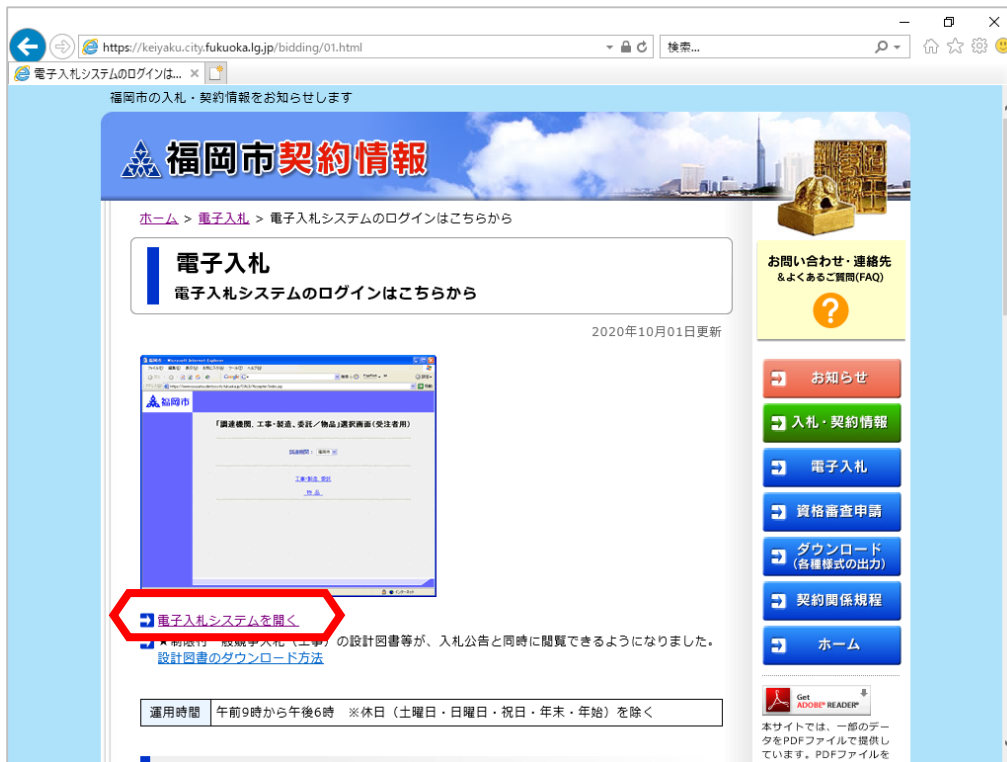 https://keiyaku.city.fukuoka.lg.jp/bidding/01.html
検索...
電子入札システムのログインは...
福岡市の入札・契約情報をお知らせします
福岡市契約情報
ホーム > 電子入札 > 電子入札システムのログインはこちらから
電子入札
電子入札システムのログインはこちらから
2020年10月01日更新
福岡市
「調達機関、工事・製造、委託/物品」選択画面(受注者用)
調達機関: 福岡市
工事・製造、委託
物 品
電子入札システムを開く
の設計図書等が、入札公告と同時に閲覧できるようになりました。
設計図書のダウンロード方法
運用時間 午前9時から午後6時 ※休日(土曜日・日曜日・祝日・年末・年始)を除く
お問い合わせ・連絡先
&よくあるご質問(FAQ)
?
お知らせ
入札・契約情報
電子入札
資格審査申請
ダウンロード
(各種様式の出力)
契約関係規程
ホーム
Get
ADOBE® READER®
本サイトでは、一部のデー
タをPDFファイルで提供し
ています。PDFファイルを